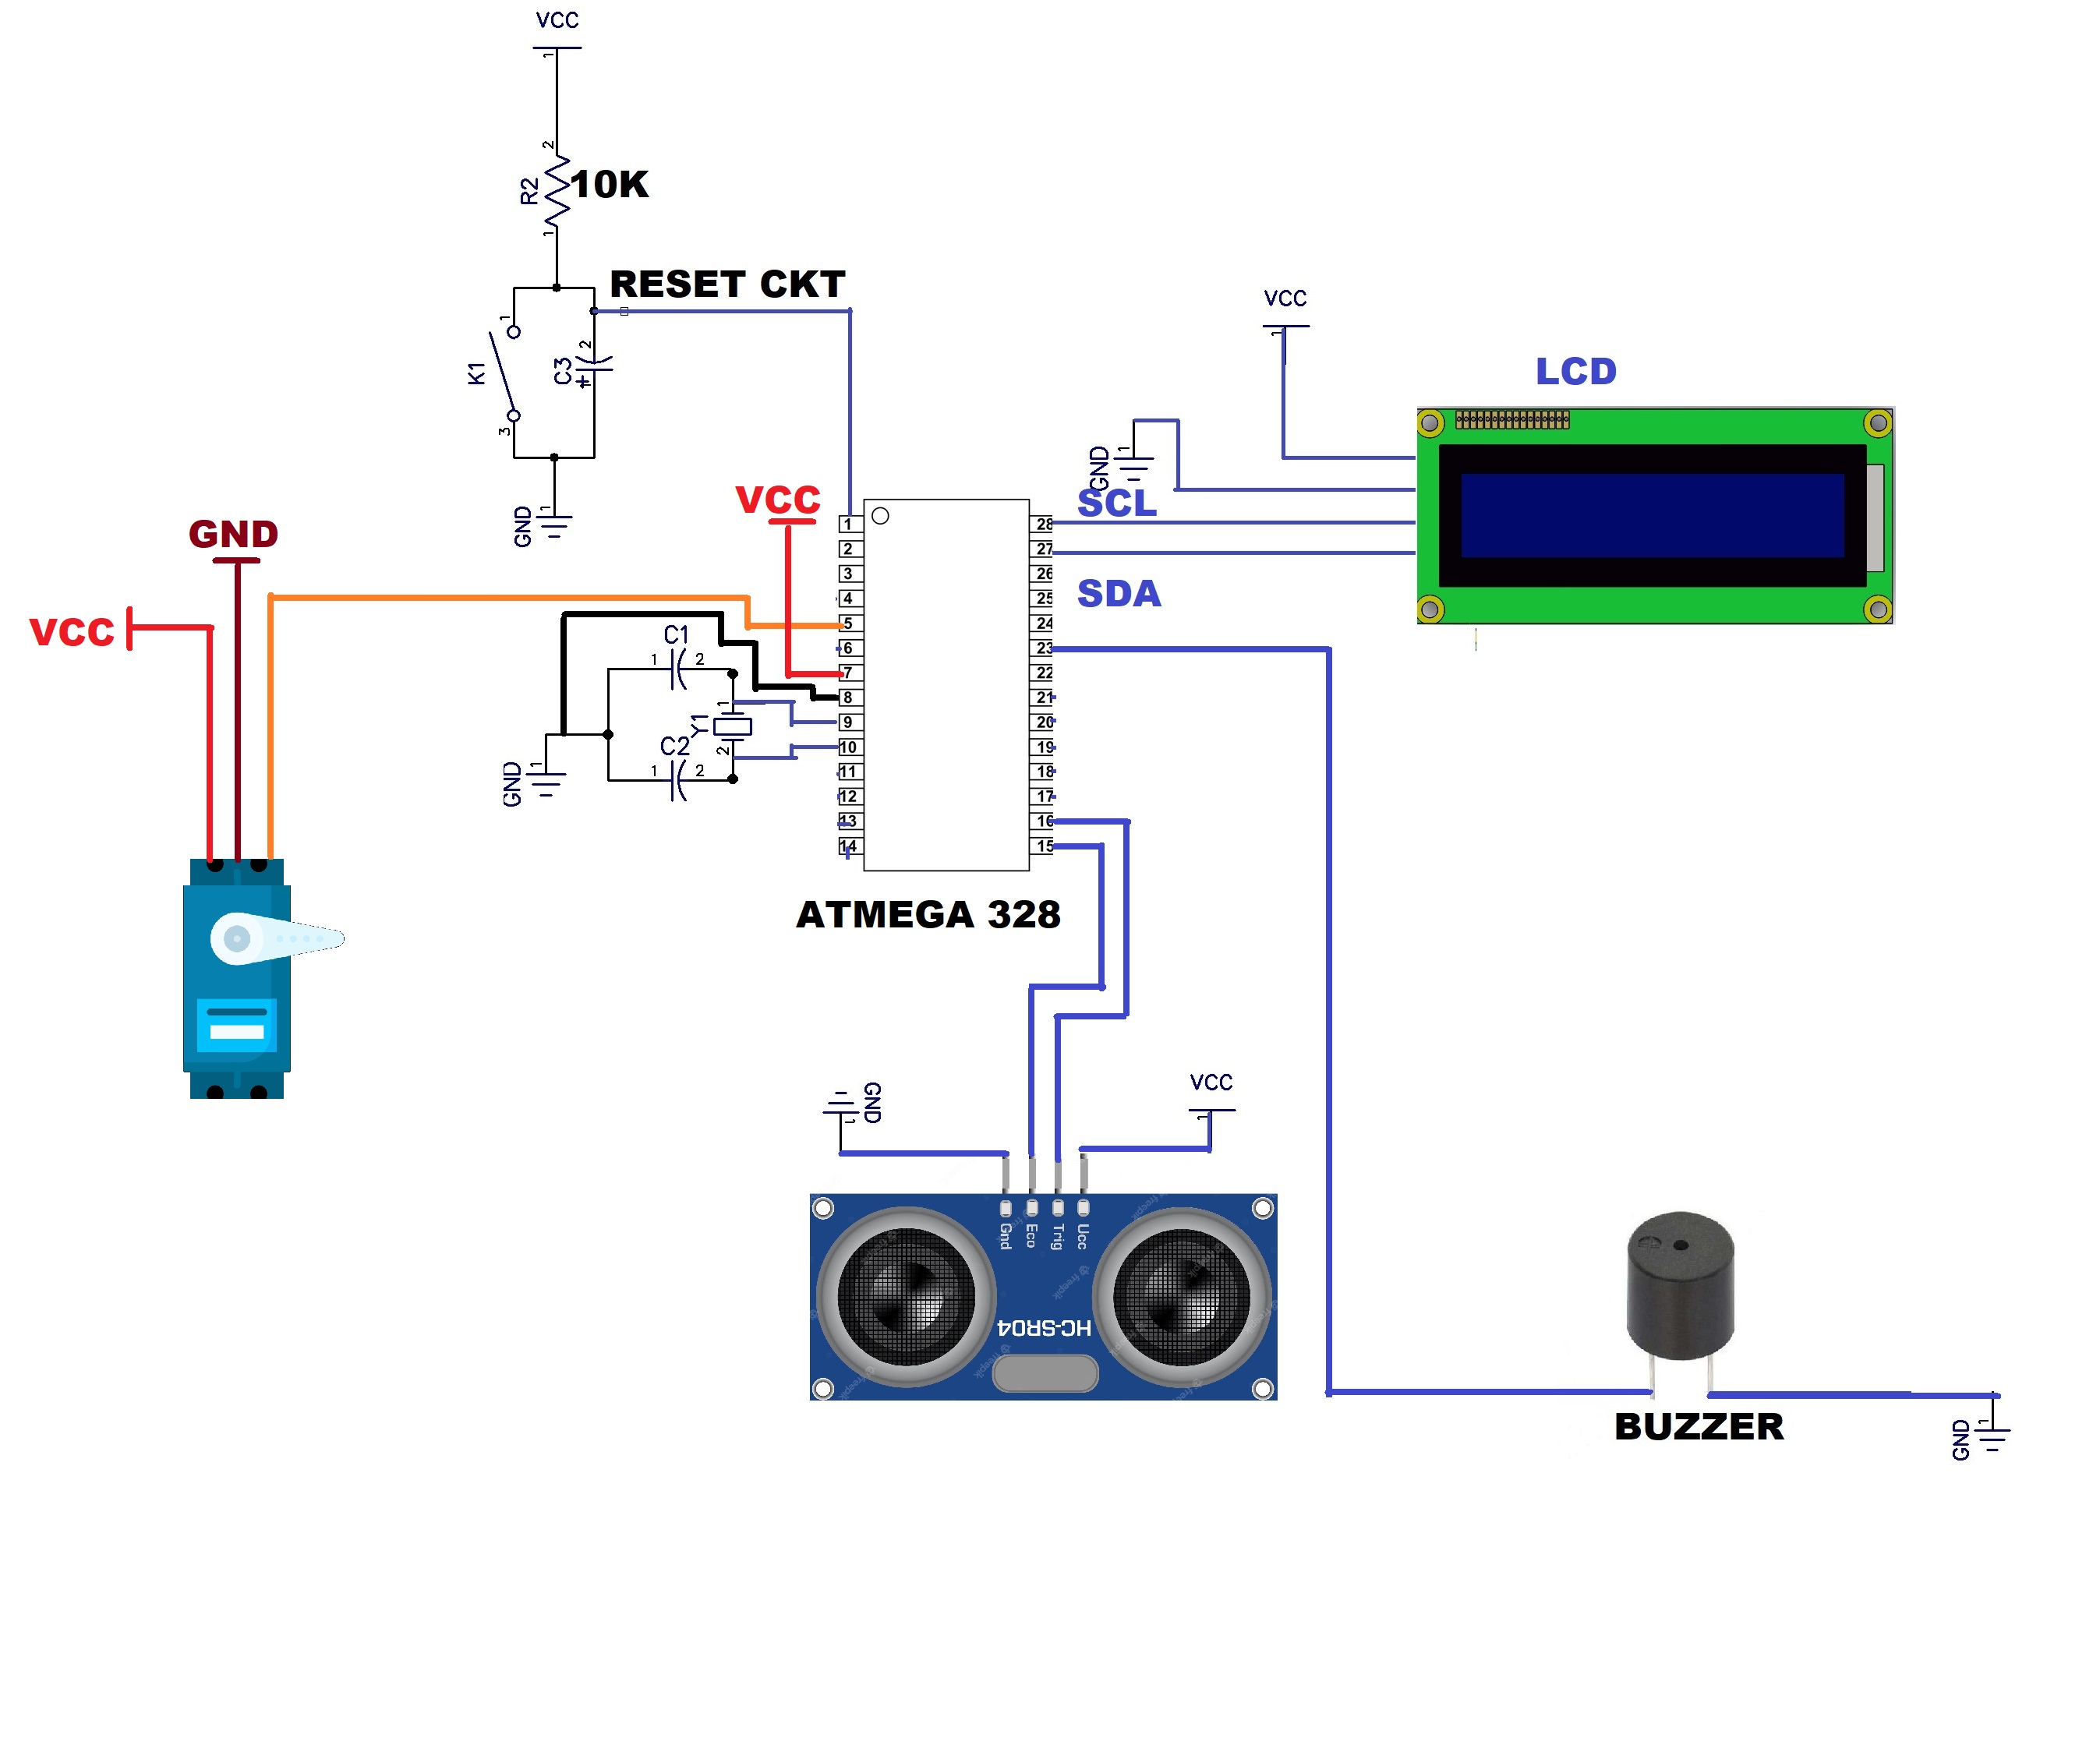 VCC
1
2
R2
10K
1
RESET CKT
1
K1
2
C3
+
1
3
GND
1
VCC
GND
VCC
C1
1
2
1
Y1
2
C2
1
2
GND
1
1
2
3
4
5
6
7
8
9
10
11
12
13
14
28
27
26
25
24
23
22
21
20
19
18
17
16
15
ATMEGA 328
VCC
1
GND
1
SCL
SDA
LCD
GND
1
VCC
1
Gnd
Eco
Trig
Ucc
HC-SR04
freepik
BUZZER
GND
1